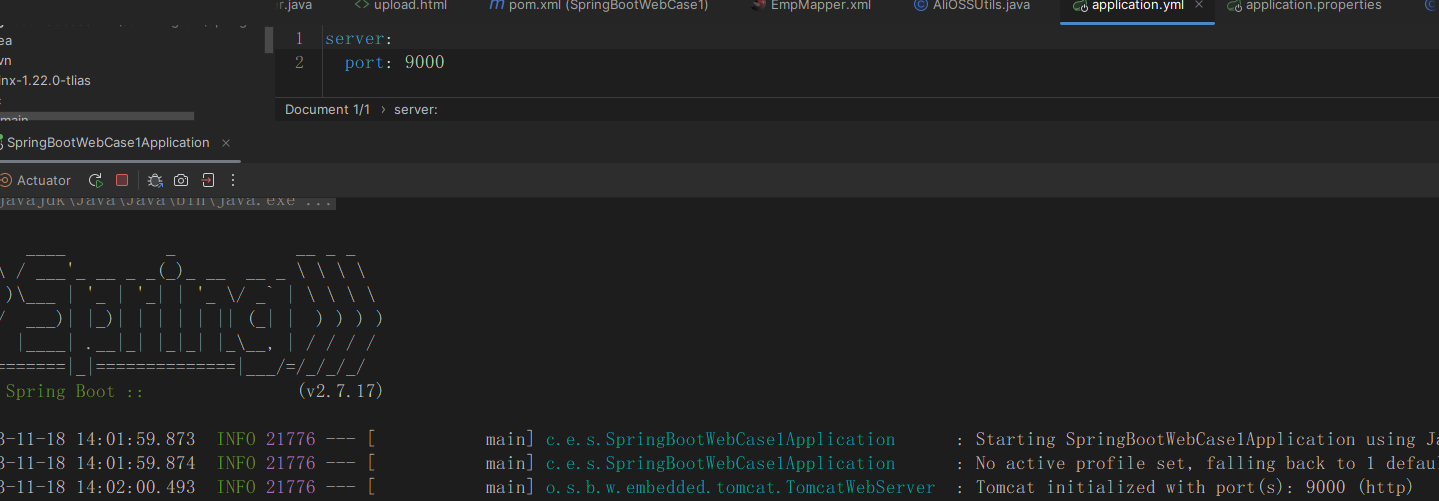 r.java <> upload.html m pom.xml (SpringBootWebCase1) EmpMapper.xml © AliOSSUtils.java application.yml × application.properties
ea
vn
inx-1.22.0-tlias
main
1 server:
2 port: 9000
Document 1/1 › server:
SpringBootWebCase1Application ×
Actuator
javajdk\Java\Java\bin\java.exe ...
Spring Boot :: (v2.7.17)
3-11-18 14:01:59.873 INFO 21776 --- [ main] c.e.s.SpringBootWebCase1Application : Starting SpringBootWebCase1Application using Ja
3-11-18 14:01:59.874 INFO 21776 --- [ main] c.e.s.SpringBootWebCase1Application : No active profile set, falling back to 1 defaul
3-11-18 14:02:00.493 INFO 21776 --- [ main] o.s.b.w.embedded.tomcat.TomcatWebServer : Tomcat initialized with port(s): 9000 (http)